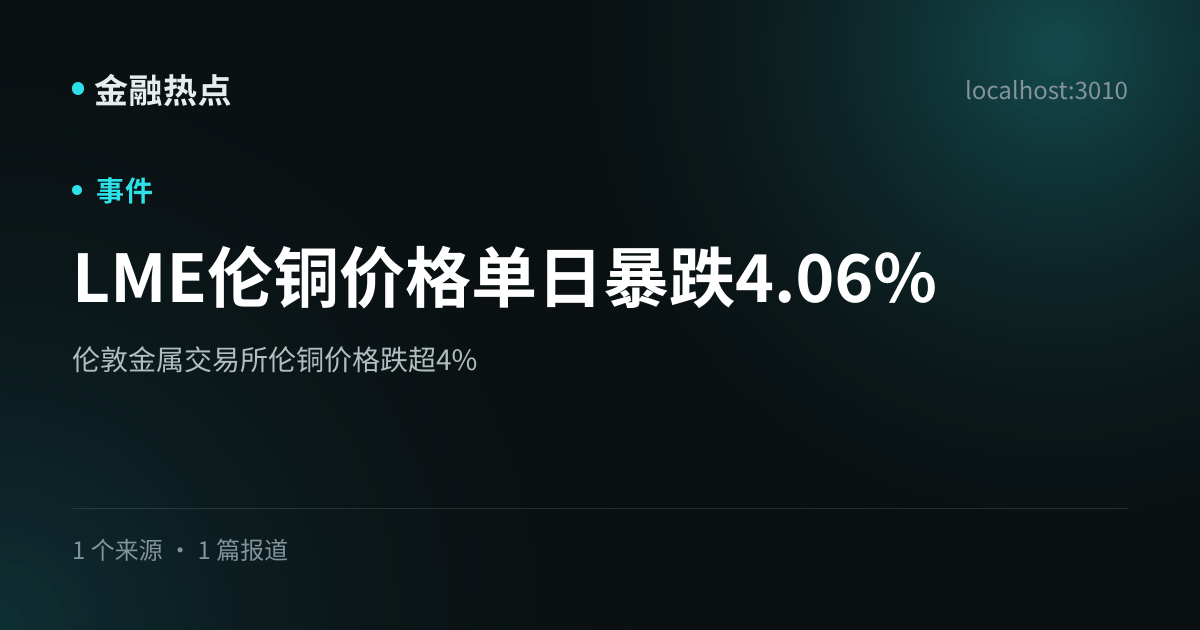 金融热点
localhost:3010
事件
LME伦铜价格单日暴跌4.06%
伦敦金属交易所伦铜价格跌超4%
1 个来源 · 1 篇报道